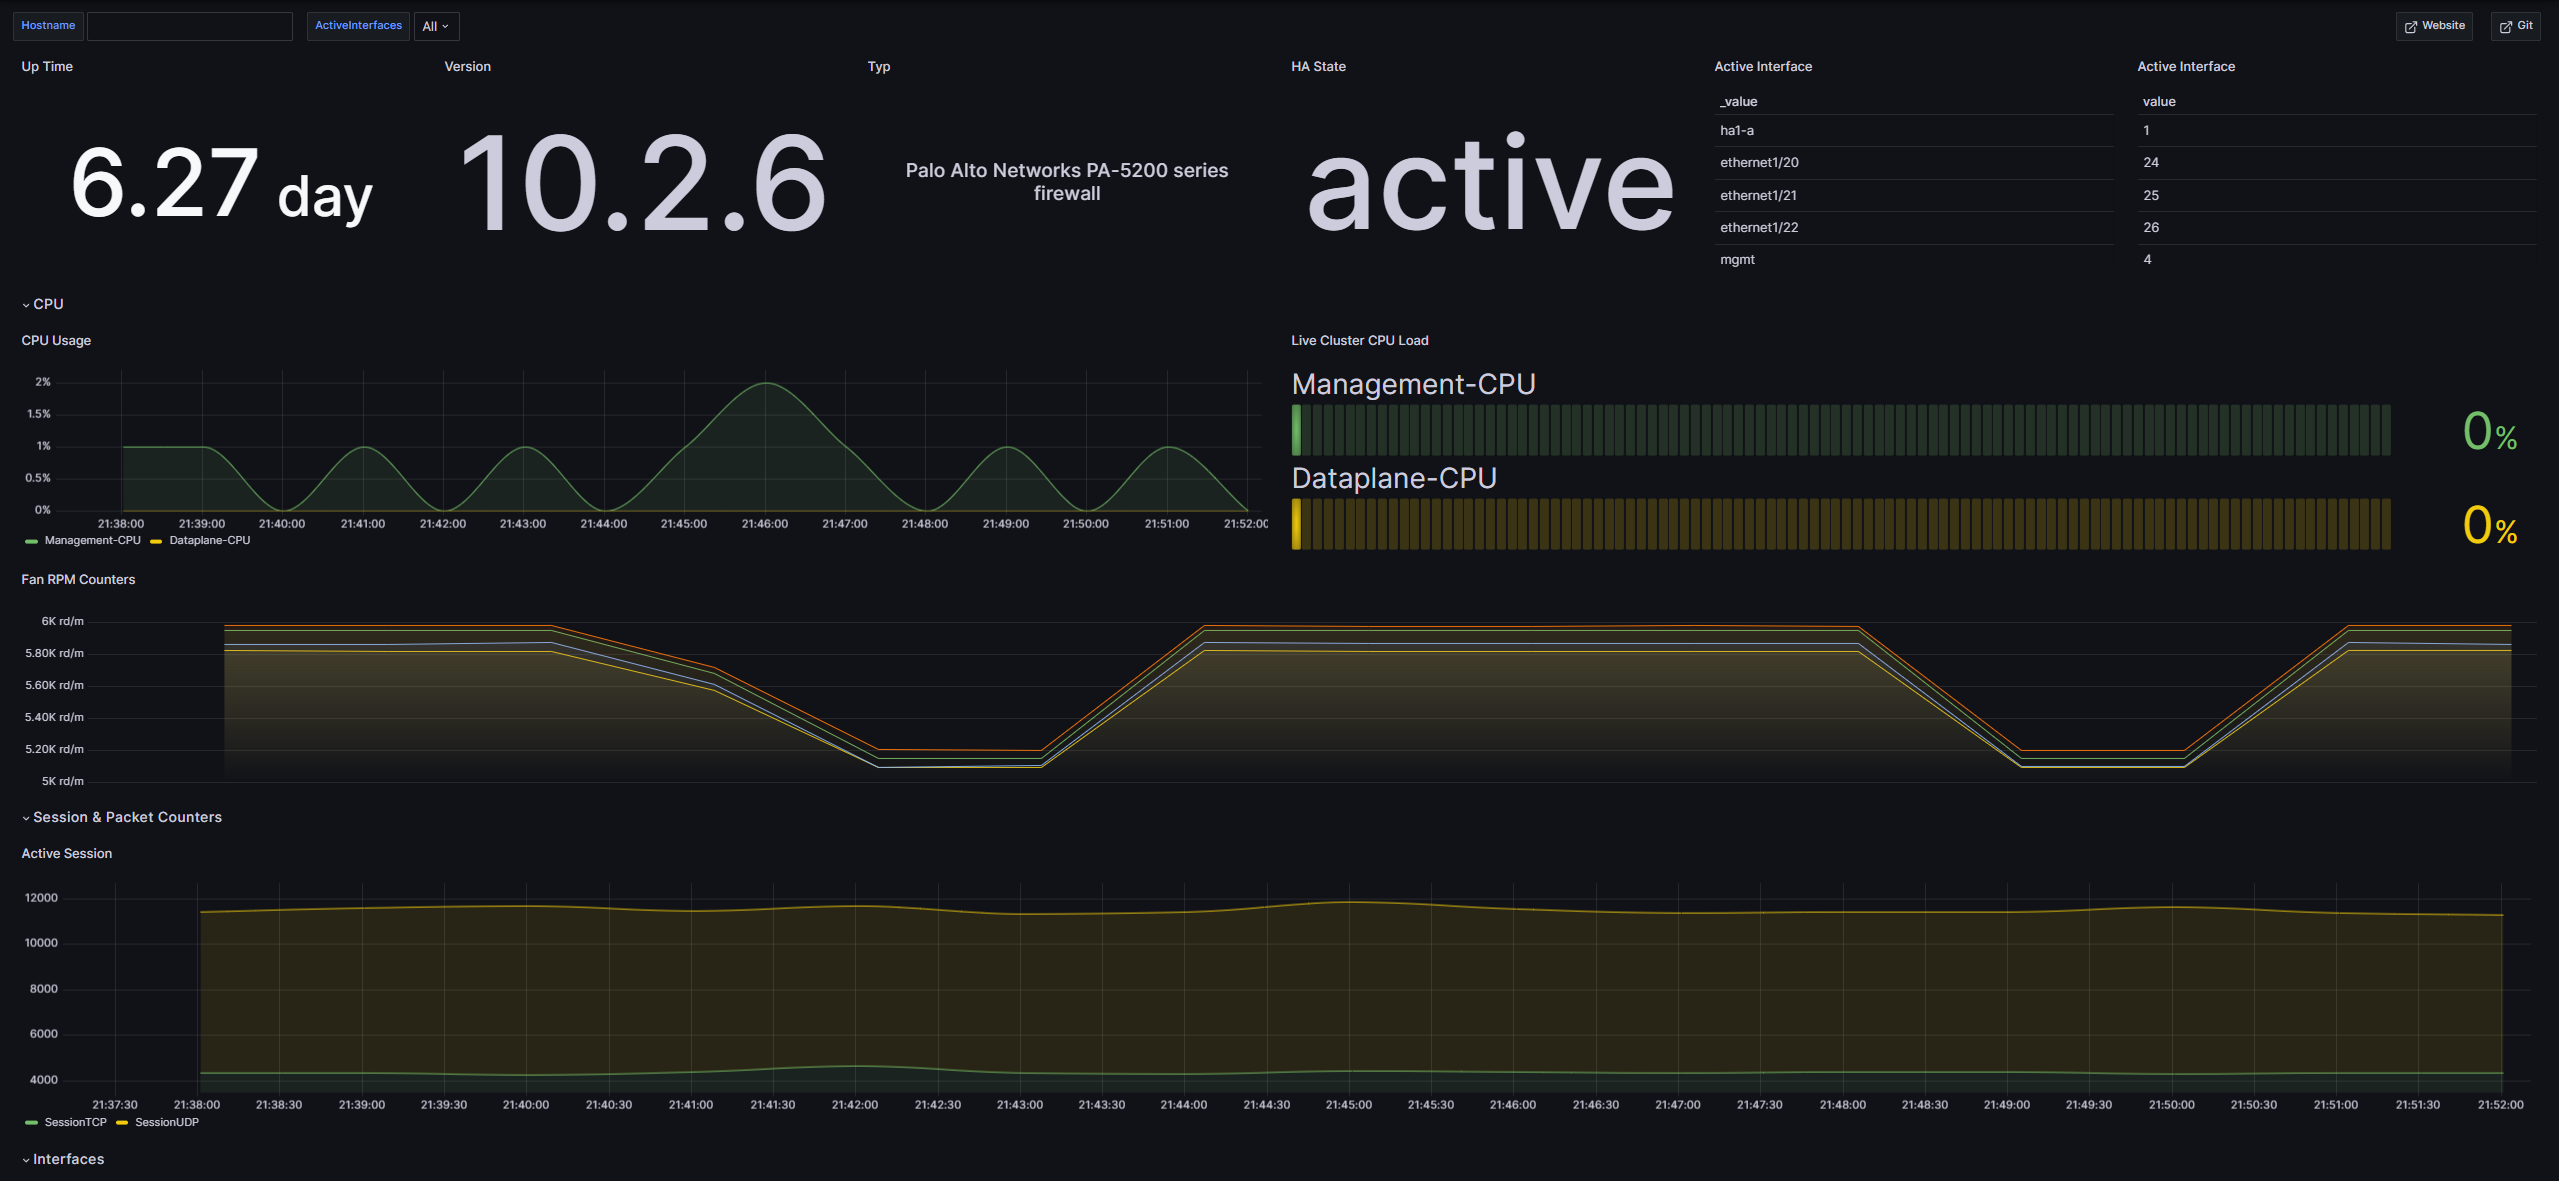 Hostname
ActiveInterfaces
All
Website
Git
Up Time
Version
Typ
HA State
Active Interface
Active Interface
6.27 day
10.2.6
Palo Alto Networks PA-5200 series
firewall
active
_value
ha1-a
ethernet1/20
ethernet1/21
ethernet1/22
mgmt
value
1
24
25
26
4
CPU
CPU Usage
2%
1.5%
1%
0.5%
0%
21:38:00 21:39:00 21:40:00 21:41:00 21:42:00 21:43:00 21:44:00 21:45:00 21:46:00 21:47:00 21:48:00 21:49:00 21:50:00 21:51:00 21:52:00
Management-CPU Dataplane-CPU
Live Cluster CPU Load
Management-CPU
0%
Dataplane-CPU
0%
Fan RPM Counters
6K rd/m
5.80K rd/m
5.60K rd/m
5.40K rd/m
5.20K rd/m
5K rd/m
Session & Packet Counters
Active Session
12000
10000
8000
6000
4000
21:37:30 21:38:00 21:38:30 21:39:00 21:39:30 21:40:00 21:40:30 21:41:00 21:41:30 21:42:00 21:42:30 21:43:00 21:43:30 21:44:00 21:44:30 21:45:00 21:45:30 21:46:00 21:46:30 21:47:00 21:47:30 21:48:00 21:48:30 21:49:00 21:49:30 21:50:00 21:50:30 21:51:00 21:51:30 21:52:00
SessionTCP SessionUDP
Interfaces